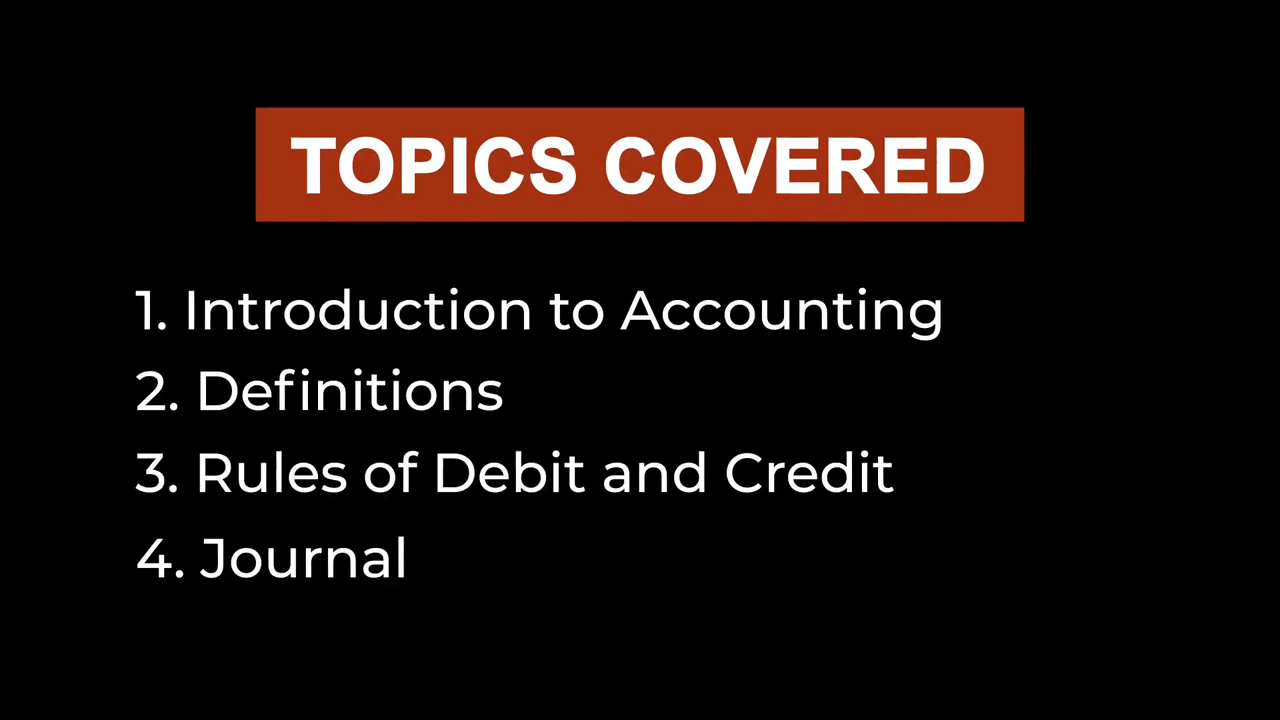 TOPICS COVERED
1. Introduction to Accounting
2. Definitions
3. Rules of Debit and Credit
4. Journal